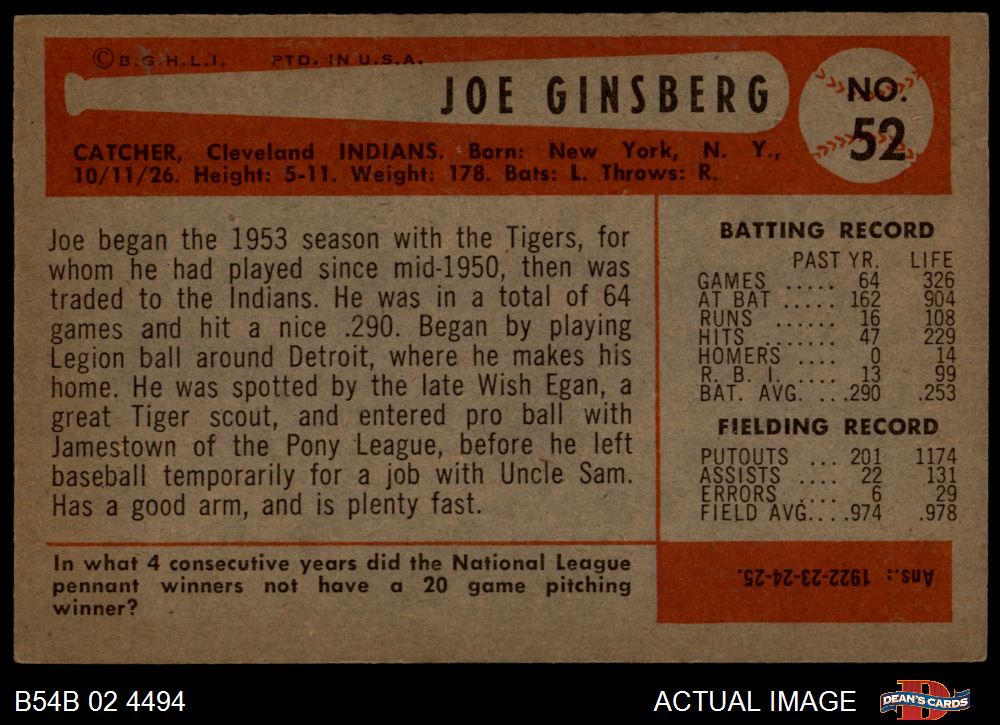 © B.G.H.L.I. PTD. IN U.S.A.
JOE GINSBERG
NO.
52
CATCHER, Cleveland INDIANS. Born: New York, N. Y.,
10/11/26. Height: 5-11. Weight: 178. Bats: L. Throws: R.
Joe began the 1953 season with the Tigers, for
whom he had played since mid-1950, then was
traded to the Indians. He was in a total of 64
games and hit a nice .290. Began by playing
Legion ball around Detroit, where he makes his
home. He was spotted by the late Wish Egan, a
great Tiger scout, and entered pro ball with
Jamestown of the Pony League, before he left
baseball temporarily for a job with Uncle Sam.
Has a good arm, and is plenty fast.
BATTING RECORD
PAST YR. LIFE
GAMES ..... 64 326
AT BAT ..... 162 904
RUNS ...... 16 108
HITS ....... 47 229
HOMERS .... 0 14
R. B. I. .... 13 99
BAT. AVG. ...290 .253
FIELDING RECORD
PUTOUTS ... 201 1174
ASSISTS .... 22 131
ERRORS .... 6 29
FIELD AVG....974 .978
In what 4 consecutive years did the National League
pennant winners not have a 20 game pitching
winner?
Ans.: 1922-23-24-25.
B54B 02 4494
ACTUAL IMAGE
DEAN'S CARDS